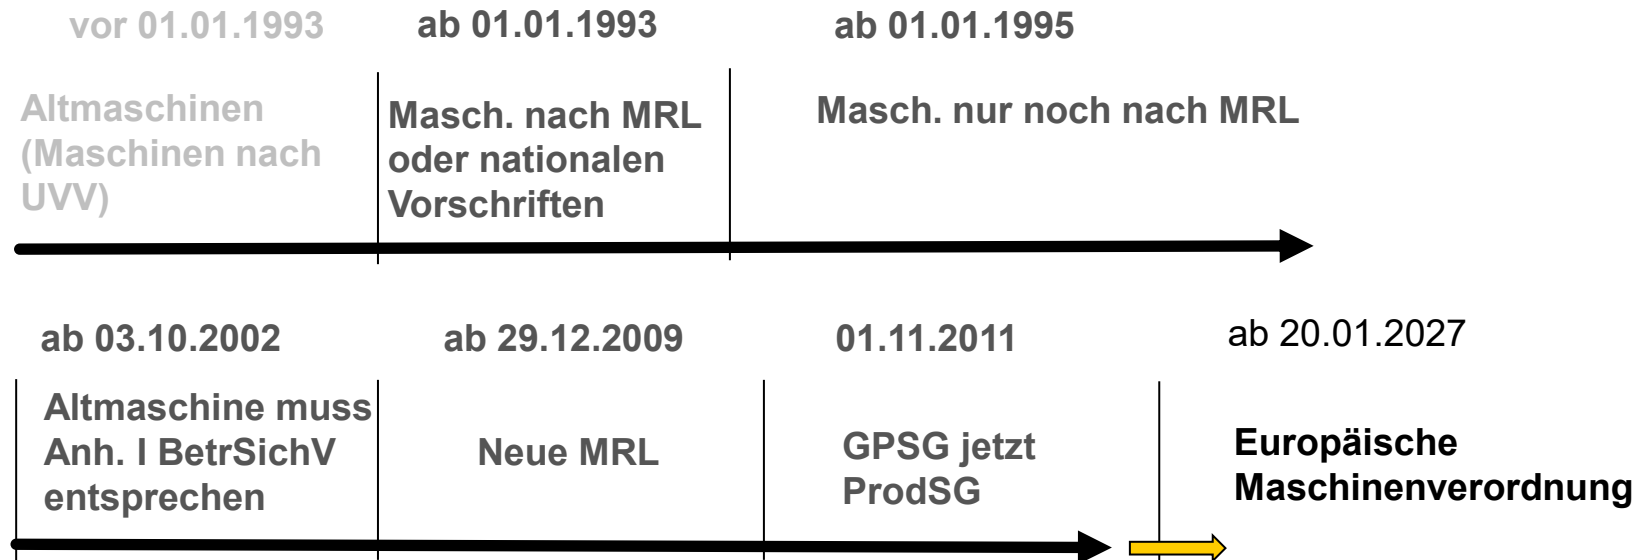 vor 01.01.1993
ab 01.01.1993
ab 01.01.1995
Altmaschinen
(Maschinen nach
UVV)
Masch. nach MRL
oder nationalen
Vorschriften
Masch. nur noch nach MRL
ab 03.10.2002
ab 29.12.2009
01.11.2011
ab 20.01.2027
Altmaschine muss
Anh. I BetrSichV
entsprechen
Neue MRL
GPSG jetzt
ProdSG
Europäische
Maschinenverordnung